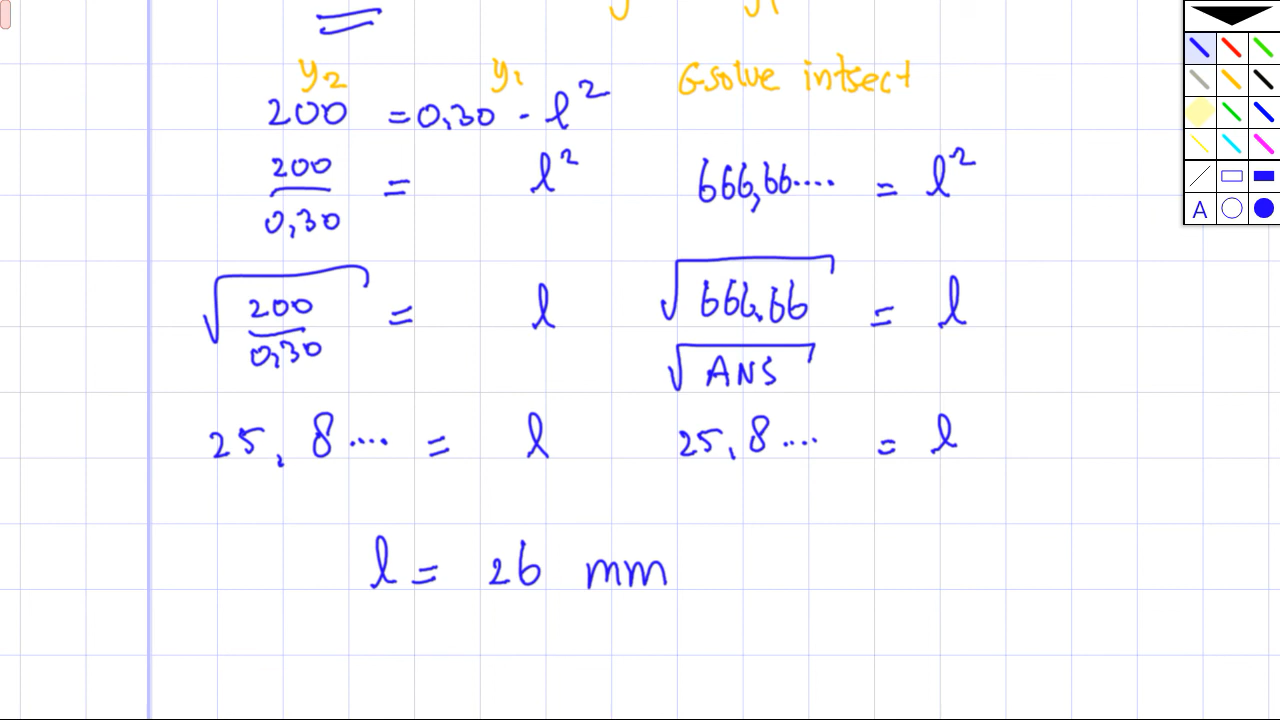 y2 y1 Gsolve intsect
200 = 0,30 · l²
200/0,30 = l² 666,66.... = l²
√(200/0,30) = l √666,66 = l
√ANS
25,8.... = l 25,8.... = l
l = 26 mm
A